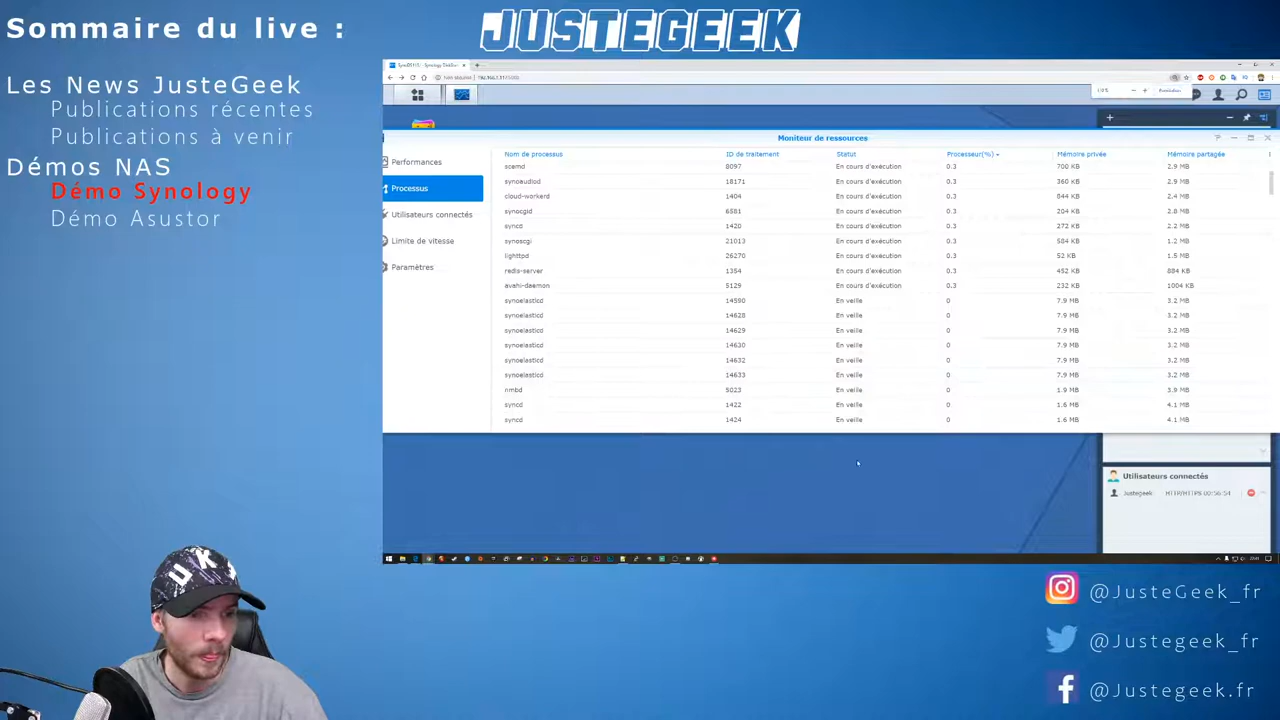 Sommaire du live :
JUSTEGEEK
Les News JusteGeek
Publications récentes
Publications à venir
Démos NAS
Démo Synology
Démo Asustor
Moniteur de ressources
Performances
Processus
Utilisateurs connectés
Limite de vitesse
Paramètres
Nom de processus ID de traitement Statut Processeur(%) Mémoire privée Mémoire partagée
scemd 8097 En cours d'exécution 0.3 700 KB 2.9 MB
synoaudiod 18171 En cours d'exécution 0.3 360 KB 2.9 MB
cloud-workerd 1404 En cours d'exécution 0.3 844 KB 2.4 MB
synocgid 6581 En cours d'exécution 0.3 204 KB 2.8 MB
syncd 1420 En cours d'exécution 0.3 272 KB 2.2 MB
synoscgi 21013 En cours d'exécution 0.3 584 KB 1.2 MB
lighttpd 26270 En cours d'exécution 0.3 52 KB 1.5 MB
redis-server 1354 En cours d'exécution 0.3 452 KB 884 KB
avahi-daemon 5129 En cours d'exécution 0.3 232 KB 1004 KB
synoelasticd 14590 En veille 0 7.9 MB 3.2 MB
synoelasticd 14628 En veille 0 7.9 MB 3.2 MB
synoelasticd 14629 En veille 0 7.9 MB 3.2 MB
synoelasticd 14630 En veille 0 7.9 MB 3.2 MB
synoelasticd 14632 En veille 0 7.9 MB 3.2 MB
synoelasticd 14633 En veille 0 7.9 MB 3.2 MB
nmbd 5023 En veille 0 1.9 MB 3.9 MB
syncd 1422 En veille 0 1.6 MB 4.1 MB
syncd 1424 En veille 0 1.6 MB 4.1 MB
Utilisateurs connectés
Justegeek HTTP/HTTPS 00:56:54
@JusteGeek_fr
@Justegeek_fr
@Justegeek.fr